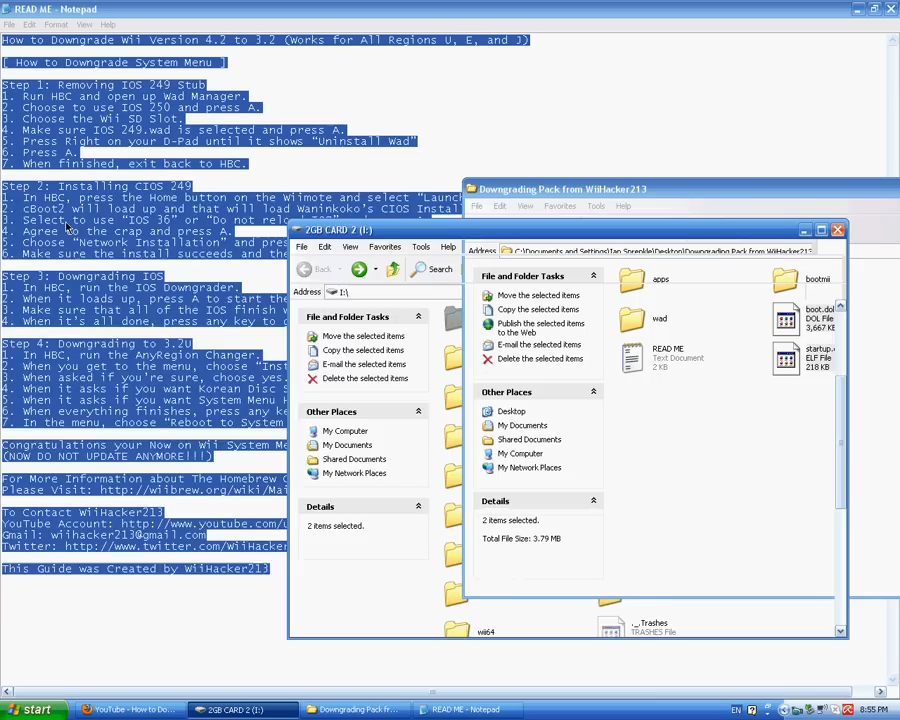 READ ME - Notepad
File Edit Format View Help
How to Downgrade Wii Version 4.2 to 3.2 (Works for All Regions U, E, and J)
[ How to Downgrade System Menu ]
Step 1: Removing IOS 249 Stub
1. Run HBC and open up Wad Manager.
2. Choose to use IOS 250 and press A.
3. Choose the Wii SD Slot.
4. Make sure IOS 249.wad is selected and press A.
5. Press Right on your D-Pad until it shows “Uninstall Wad”
6. Press A.
7. When finished, exit back to HBC.
Step 2: Installing CIOS 249
1. In HBC, press the Home button on the Wiimote and select “Launch
2. cBoot2 will load up and that will load Waninkoko's CIOS Instal
3. Select to use “IOS 36” or “Do not reload IOS”
4. Agree to the crap and press A.
5. Choose “Network Installation” and press
6. Make sure the install succeeds and the
Step 3: Downgrading IOS
1. In HBC, run the IOS Downgrader.
2. When it loads up, press A to start the
3. Make sure that all of the IOS finish
4. When it's all done, press any key to
Step 4: Downgrading to 3.2U
1. In HBC, run the AnyRegion Changer.
2. When you get to the menu, choose “Inst
3. When asked if you're sure, choose yes.
4. When it asks if you want Korean Disc
5. When it asks if you want System Menu
6. When everything finishes, press any key
7. In the menu, choose “Reboot to System
Congratulations your Now on Wii System Me
(NOW DO NOT UPDATE ANYMORE!!!)
For More Information about The Homebrew C
Please Visit: http://wiibrew.org/wiki/Mai
To Contact WiiHacker213
YouTube Account: http://www.youtube.com/u
Gmail: wiihacker213@gmail.com
Twitter: http://www.twitter.com/WiiHacker
This Guide was Created by WiiHacker213
Downgrading Pack from WiiHacker213
File Edit View Favorites Tools Help
Address C:\Documents and Settings\Ian Sprenkle\Desktop\Downgrading Pack from WiiHacker213
File and Folder Tasks
Move the selected items
Copy the selected items
Publish the selected items to the Web
E-mail the selected items
Delete the selected items
Other Places
Desktop
My Documents
Shared Documents
My Computer
My Network Places
Details
2 items selected.
Total File Size: 3.79 MB
apps
bootmii
wad
boot.dol
DOL File
3,667 KB
READ ME
Text Document
2 KB
startup.e
ELF File
218 KB
2GB CARD 2 (I:)
File Edit View Favorites Tools Help
Back Search
Address I:\
File and Folder Tasks
Move the selected items
Copy the selected items
E-mail the selected items
Delete the selected items
Other Places
My Computer
My Documents
Shared Documents
My Network Places
Details
2 items selected.
wii64
._.Trashes
TRASHES File
start
YouTube - How to Do...
2GB CARD 2 (I:)
Downgrading Pack fr...
READ ME - Notepad
EN
8:55 PM